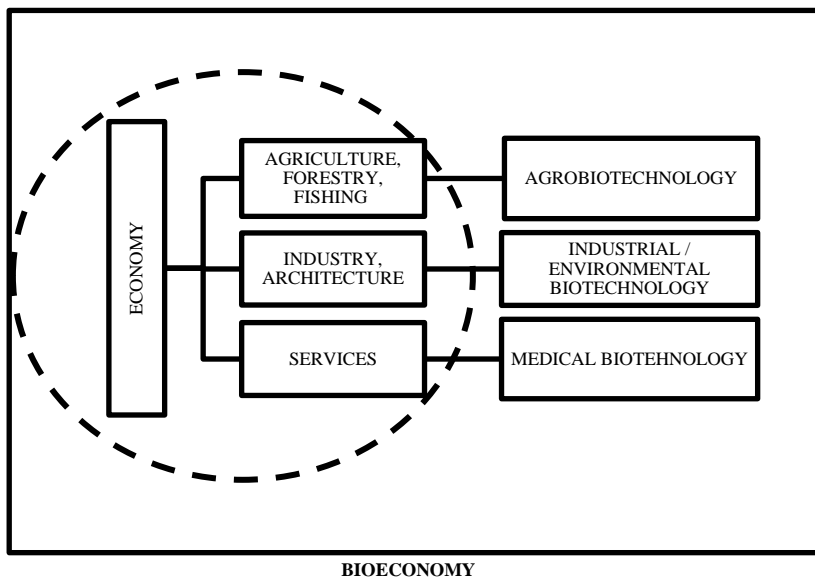 ECONOMY
AGRICULTURE,
FORESTRY,
FISHING
AGROBIOTECHNOLOGY
INDUSTRY,
ARCHITECTURE
INDUSTRIAL /
ENVIRONMENTAL
BIOTECHNOLOGY
SERVICES
MEDICAL BIOTEHNOLOGY
BIOECONOMY